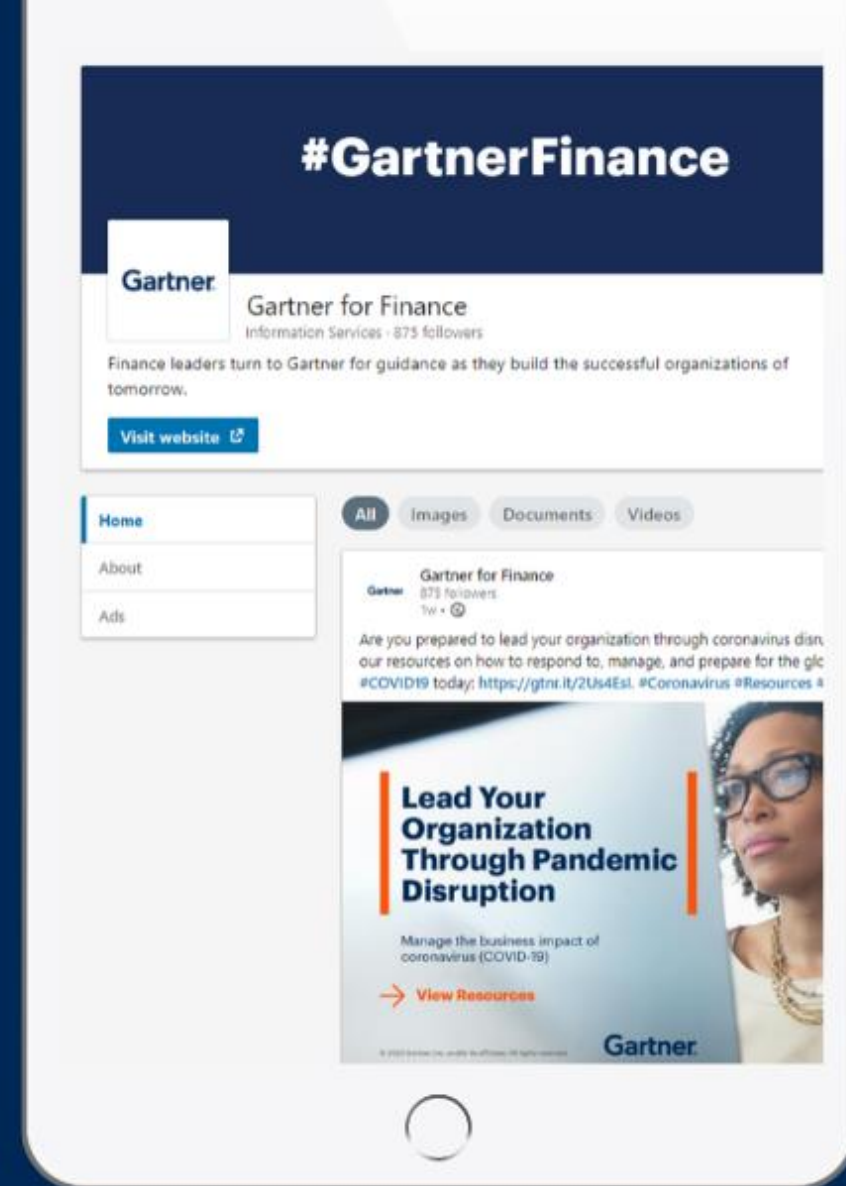 #GartnerFinance
Gartner
Gartner for Finance
Information Services · 875 followers
Finance leaders turn to Gartner for guidance as they build the successful organizations of
tomorrow.
Visit website
Home
About
Ads
All Images Documents Videos
Gartner
Gartner for Finance
875 followers
1w •
Are you prepared to lead your organization through coronavirus
our resources on how to respond to, manage, and prepare for the
#COVID19 today: https://gtnr.it/2Us4EsI. #Coronavirus #Resources #
Lead Your
Organization
Through Pandemic
Disruption
Manage the business impact of
coronavirus (COVID-19)
View Resources
Gartner